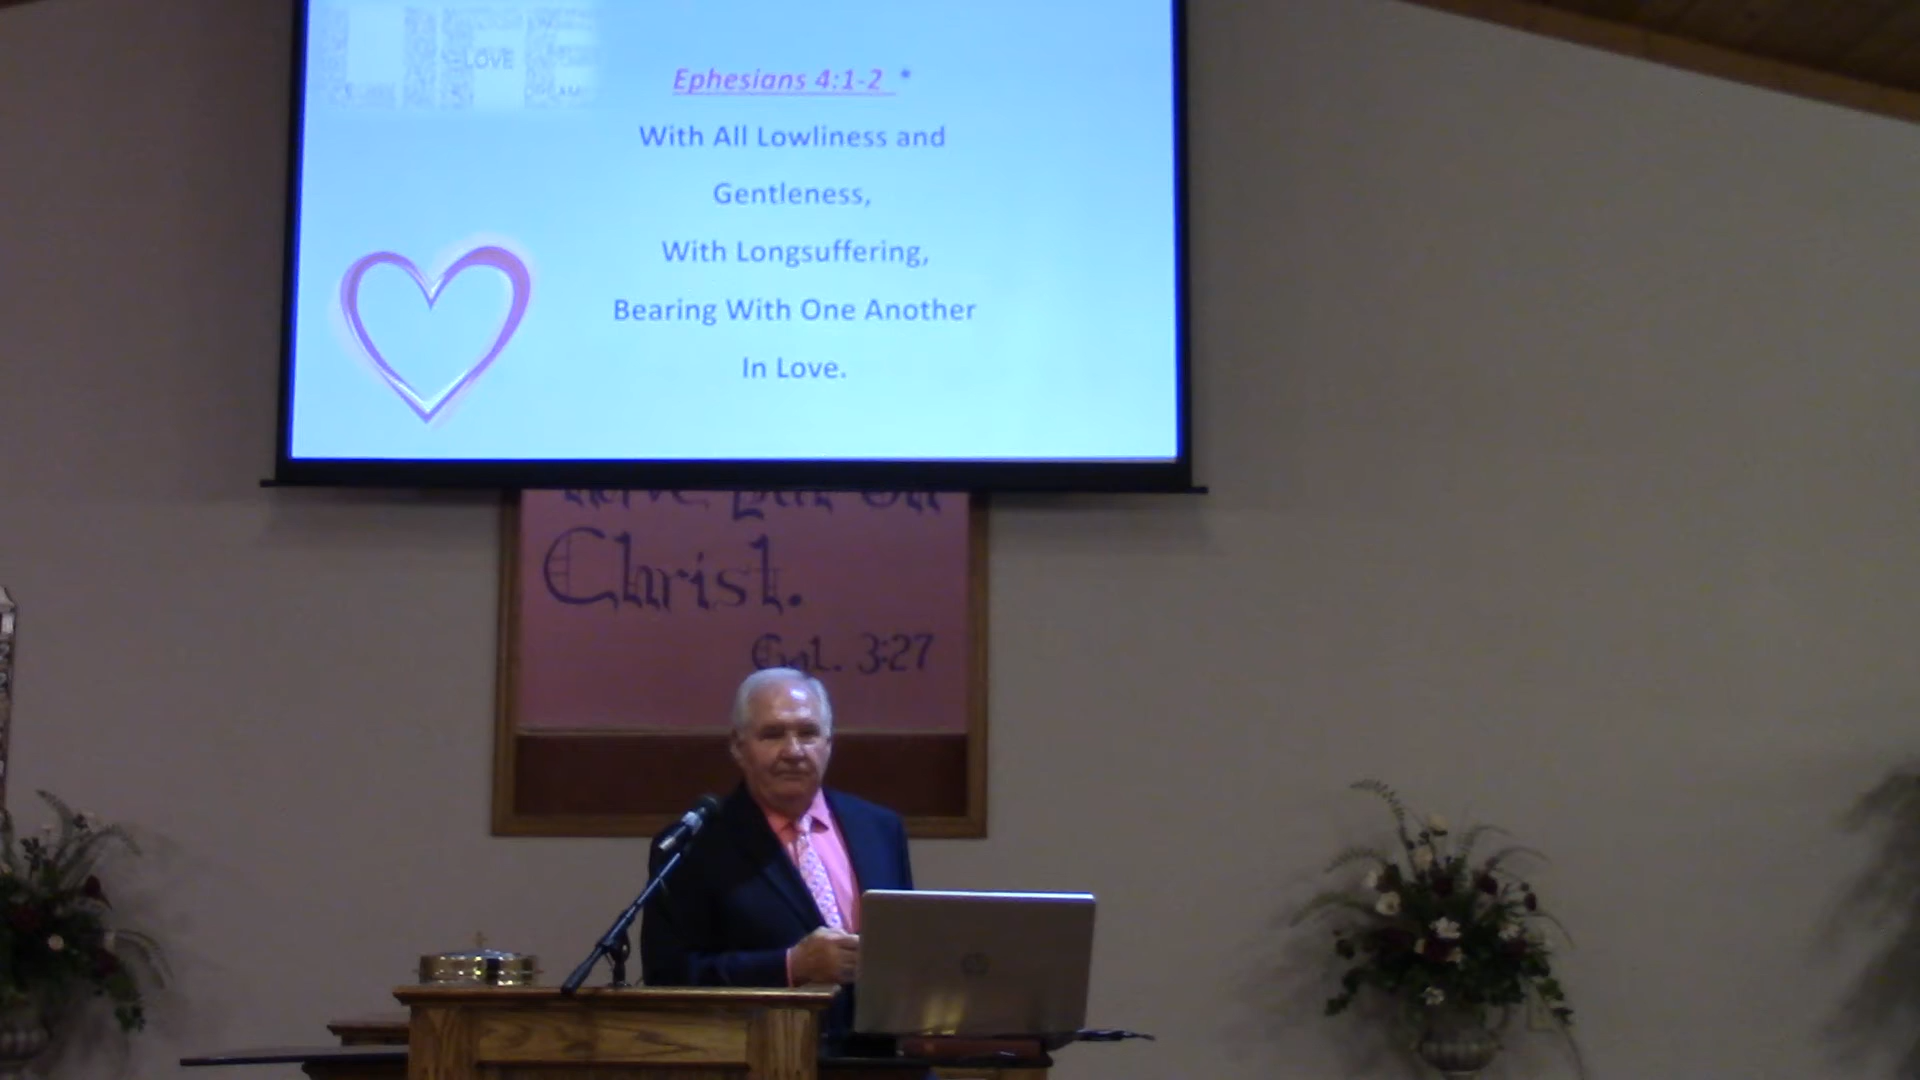 LOVE
Ephesians 4:1-2 *
With All Lowliness and
Gentleness,
With Longsuffering,
Bearing With One Another
In Love.
Christ.
Gal. 3:27